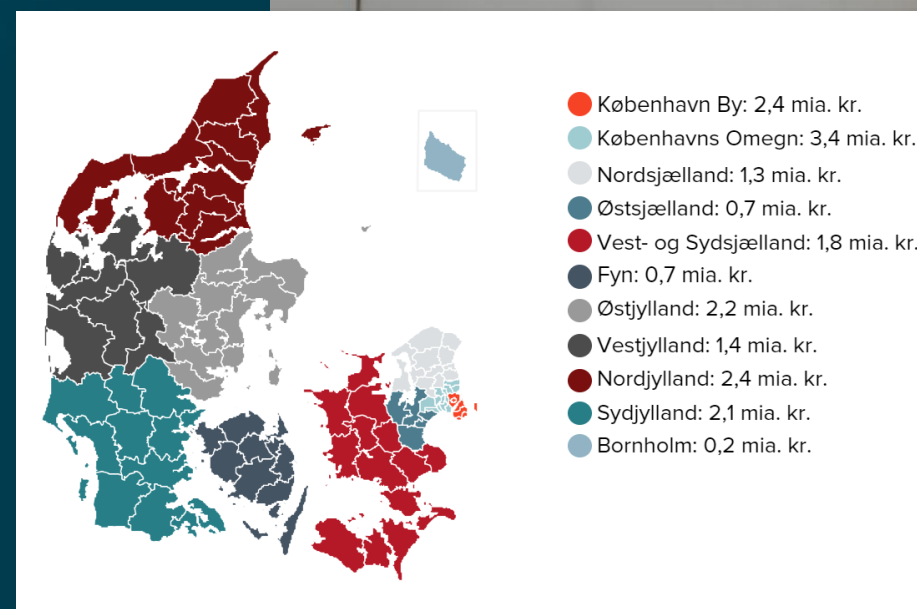 København By: 2,4 mia. kr.
Københavns Omegn: 3,4 mia. kr.
Nordsjælland: 1,3 mia. kr.
Østsjælland: 0,7 mia. kr.
Vest- og Sydsjælland: 1,8 mia. kr.
Fyn: 0,7 mia. kr.
Østjylland: 2,2 mia. kr.
Vestjylland: 1,4 mia. kr.
Nordjylland: 2,4 mia. kr.
Sydjylland: 2,1 mia. kr.
Bornholm: 0,2 mia. kr.